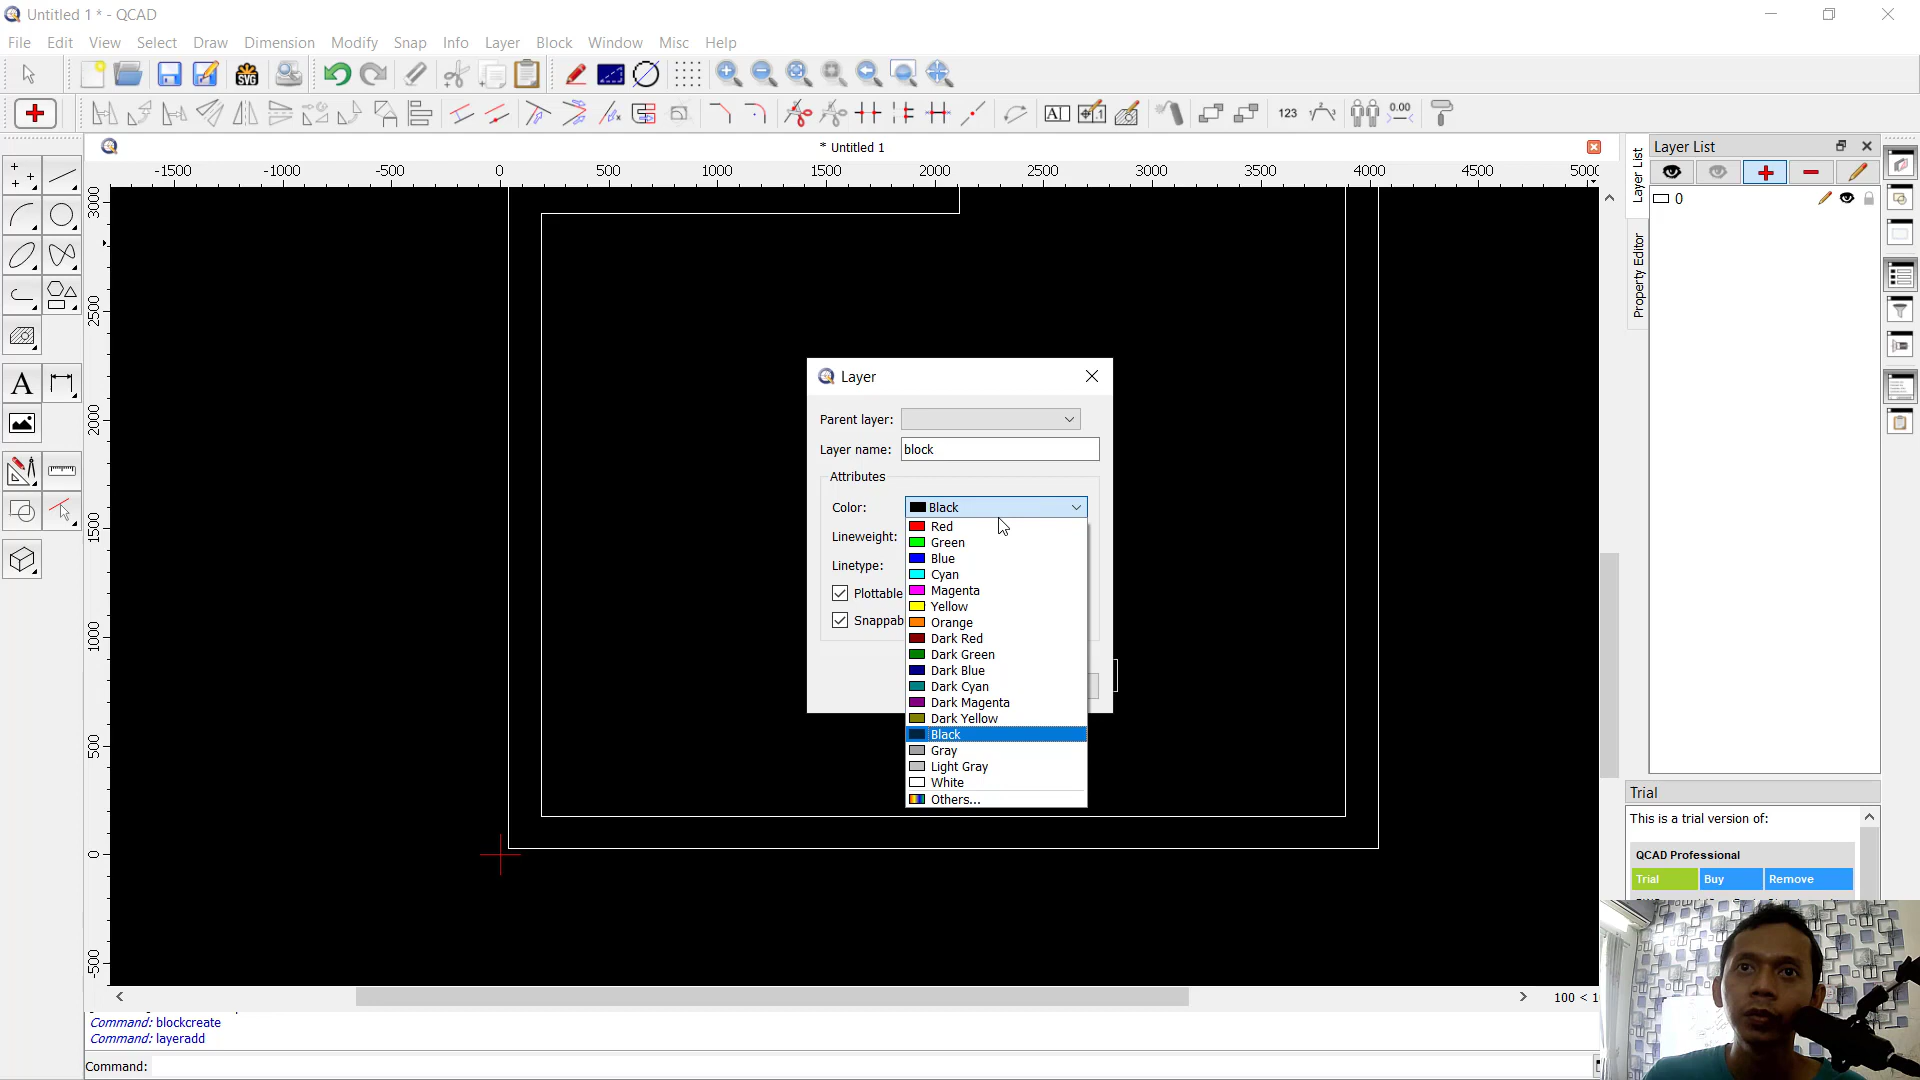 Untitled 1 * - QCAD
File Edit View Select Draw Dimension Modify Snap Info Layer Block Window Misc Help
SVG
A 123 0.00
* Untitled 1
-1500 -1000 -500 0 500 1000 1500 2000 2500 3000 3500 4000 4500 5000
3000
2500
2000
1500
1000
500
0
-500
A
Layer
Parent layer:
Layer name: block
Attributes
Color: Black
Lineweight:
Linetype:
Plottable
Snappab
Red
Green
Blue
Cyan
Magenta
Yellow
Orange
Dark Red
Dark Green
Dark Blue
Dark Cyan
Dark Magenta
Dark Yellow
Black
Gray
Light Gray
White
Others...
Layer List
Property Editor
Layer List
0
Trial
This is a trial version of:
QCAD Professional
Trial Buy Remove
100 < 1
Command: blockcreate
Command: layeradd
Command: